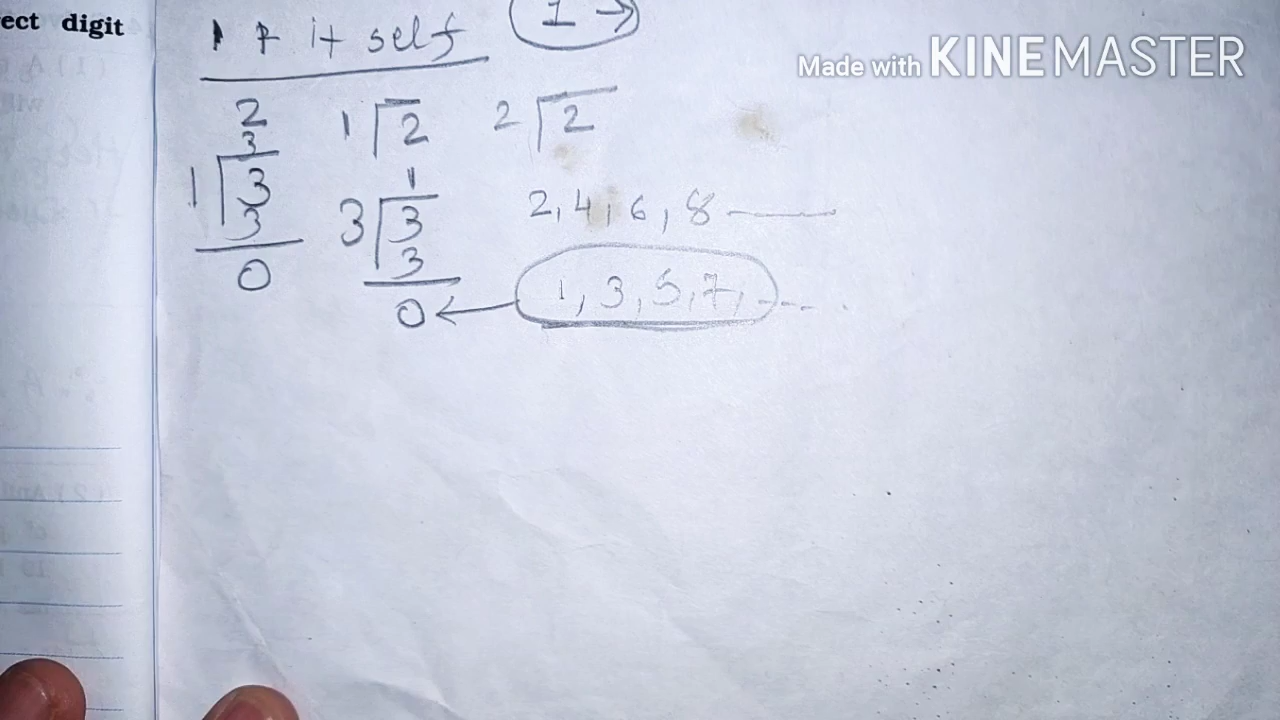 ect digit
1 & it self
1 →
Made with KINEMASTER
2
3
1 3
3
0
1 2
2 2
1
3 3
3
0
2, 4, 6, 8
1, 3, 5, 7, - - - .